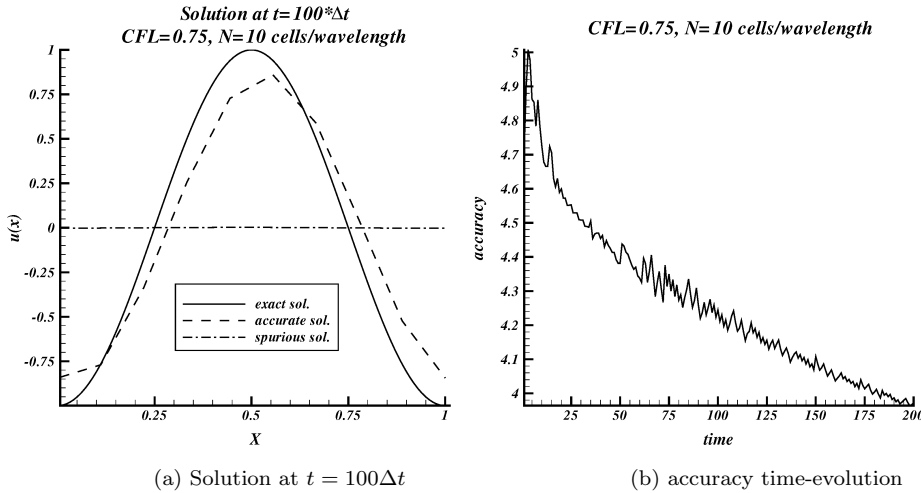 Solution at t=100*Δt
CFL=0.75, N=10 cells/wavelength
1
0.75
0.5
0.25
0
-0.25
-0.5
-0.75
u(x)
exact sol.
accurate sol.
spurious sol.
0.25
0.5
0.75
1
X
(a) Solution at t = 100Δt
CFL=0.75, N=10 cells/wavelength
5
4.9
4.8
4.7
4.6
4.5
4.4
4.3
4.2
4.1
4
accuracy
25
50
75
100
125
150
175
200
time
(b) accuracy time-evolution